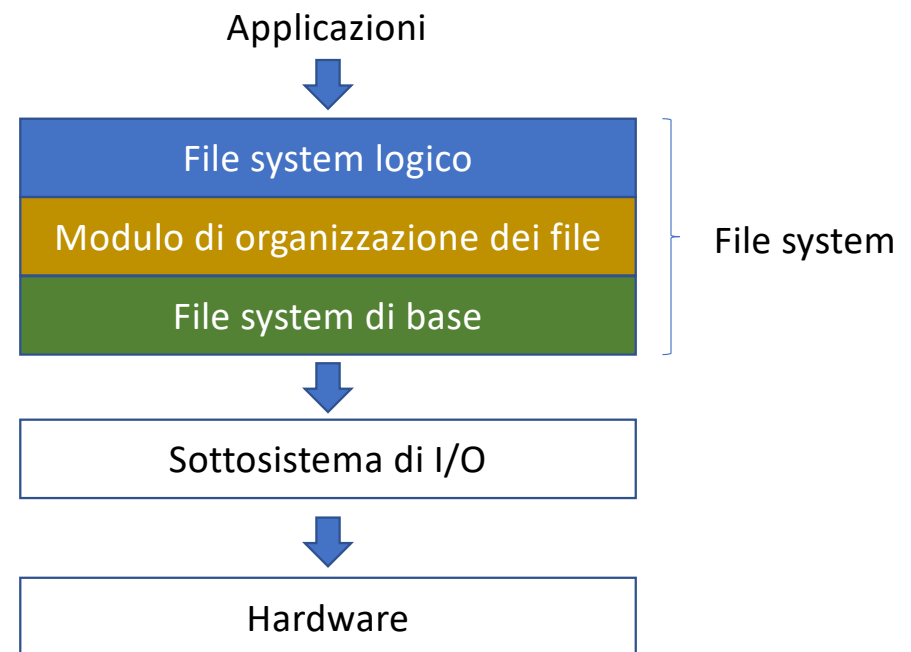 Applicazioni
File system logico
Modulo di organizzazione dei file
File system
File system di base
Sottosistema di I/O
Hardware